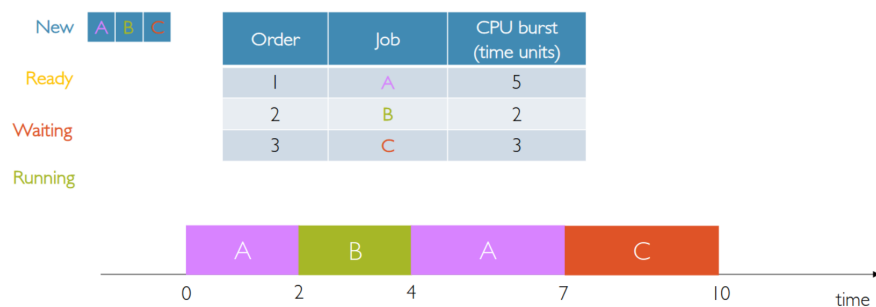 New A B C
Order Job CPU burst
(time units)
Ready
1 A 5
2 B 2
Waiting
3 C 3
Running
A B A C
0 2 4 7 10 time